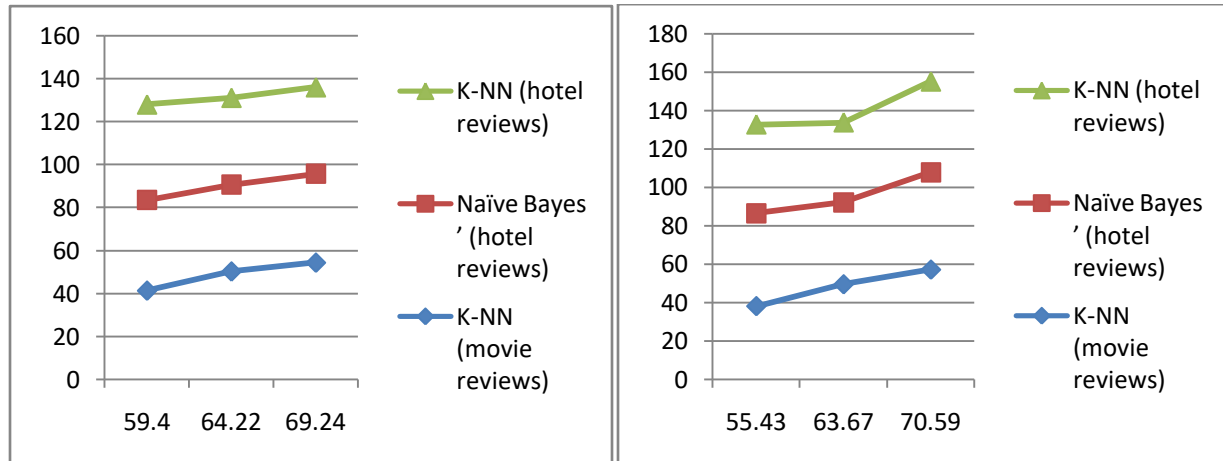 160
140
120
100
80
60
40
20
0
59.4 64.22 69.24
K-NN (hotel
reviews)
Naïve Bayes
’ (hotel
reviews)
K-NN
(movie
reviews)
180
160
140
120
100
80
60
40
20
0
55.43 63.67 70.59
K-NN (hotel
reviews)
Naïve Bayes
’ (hotel
reviews)
K-NN
(movie
reviews)